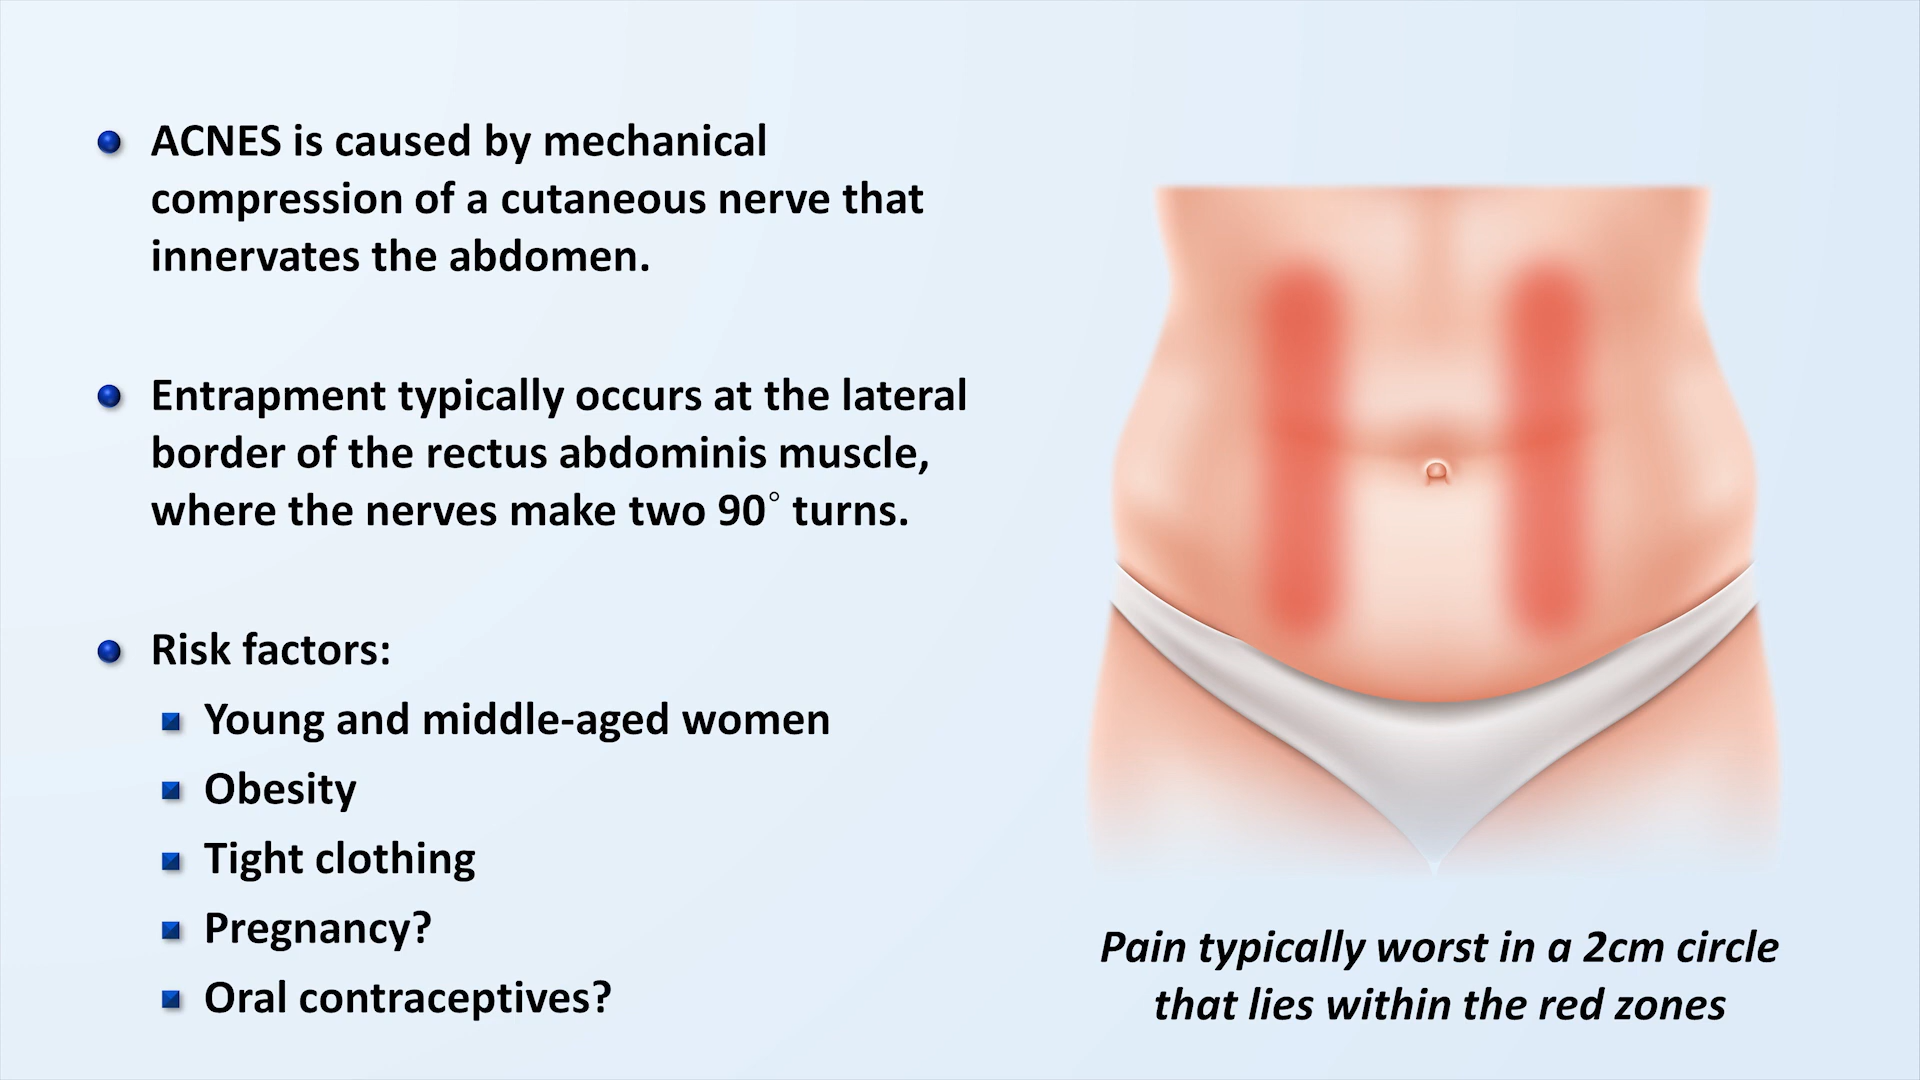 ACNES is caused by mechanical
compression of a cutaneous nerve that
innervates the abdomen.
Entrapment typically occurs at the lateral
border of the rectus abdominis muscle,
where the nerves make two 90° turns.
Risk factors:
Young and middle-aged women
Obesity
Tight clothing
Pregnancy?
Oral contraceptives?
Pain typically worst in a 2cm circle
that lies within the red zones